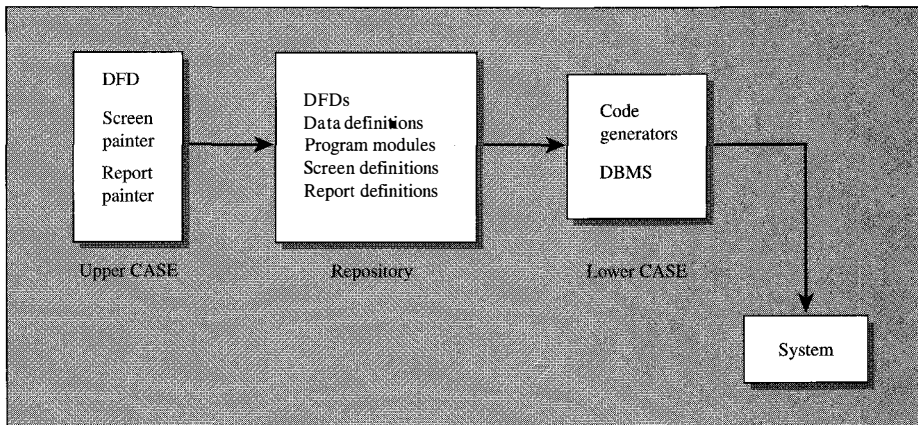 DFD
Screen
painter
Report
painter
Upper CASE
DFDs
Data definitions
Program modules
Screen definitions
Report definitions
Repository
Code
generators
DBMS
Lower CASE
System